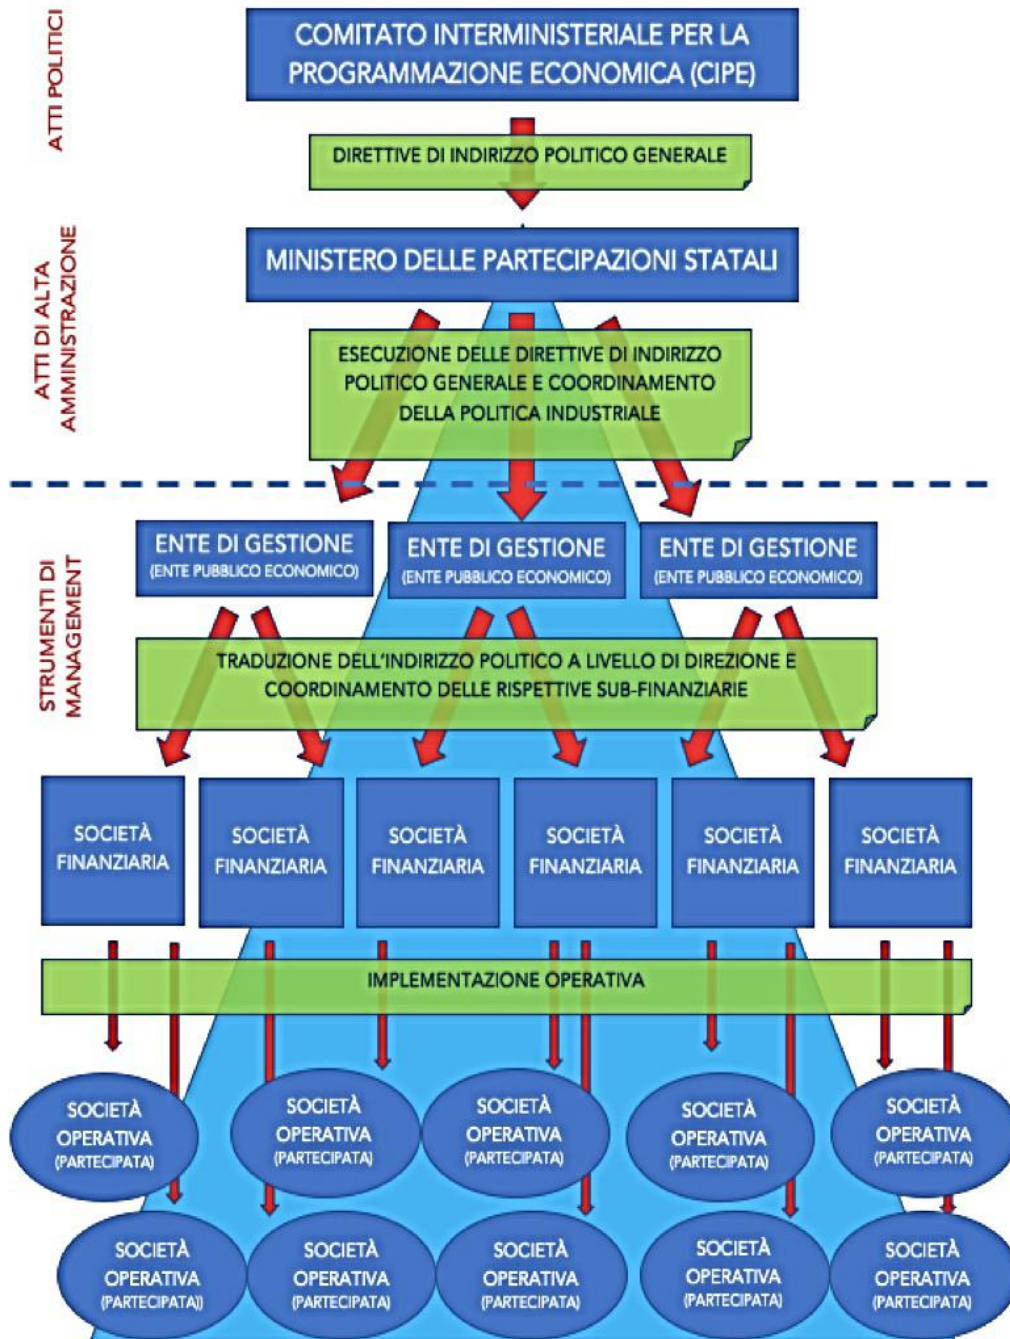 ATTI POLITICI
COMITATO INTERMINISTERIALE PER LA
PROGRAMMAZIONE ECONOMICA (CIPE)
DIRETTIVE DI INDIRIZZO POLITICO GENERALE
ATTI DI ALTA
AMMINISTRAZIONE
MINISTERO DELLE PARTECIPAZIONI STATALI
ESECUZIONE DELLE DIRETTIVE DI INDIRIZZO
POLITICO GENERALE E COORDINAMENTO
DELLA POLITICA INDUSTRIALE
STRUMENTI DI
MANAGEMENT
ENTE DI GESTIONE
(ENTE PUBBLICO ECONOMICO)
ENTE DI GESTIONE
(ENTE PUBBLICO ECONOMICO)
ENTE DI GESTIONE
(ENTE PUBBLICO ECONOMICO)
TRADUZIONE DELL'INDIRIZZO POLITICO A LIVELLO DI DIREZIONE E
COORDINAMENTO DELLE RISPETTIVE SUB-FINANZIARIE
SOCIETÀ
FINANZIARIA
SOCIETÀ
FINANZIARIA
SOCIETÀ
FINANZIARIA
SOCIETÀ
FINANZIARIA
SOCIETÀ
FINANZIARIA
SOCIETÀ
FINANZIARIA
IMPLEMENTAZIONE OPERATIVA
SOCIETÀ
OPERATIVA
(PARTECIPATA)
SOCIETÀ
OPERATIVA
(PARTECIPATA)
SOCIETÀ
OPERATIVA
(PARTECIPATA)
SOCIETÀ
OPERATIVA
(PARTECIPATA)
SOCIETÀ
OPERATIVA
(PARTECIPATA)
SOCIETÀ
OPERATIVA
(PARTECIPATA))
SOCIETÀ
OPERATIVA
(PARTECIPATA)
SOCIETÀ
OPERATIVA
(PARTECIPATA)
SOCIETÀ
OPERATIVA
(PARTECIPATA)
SOCIETÀ
OPERATIVA
(PARTECIPATA)